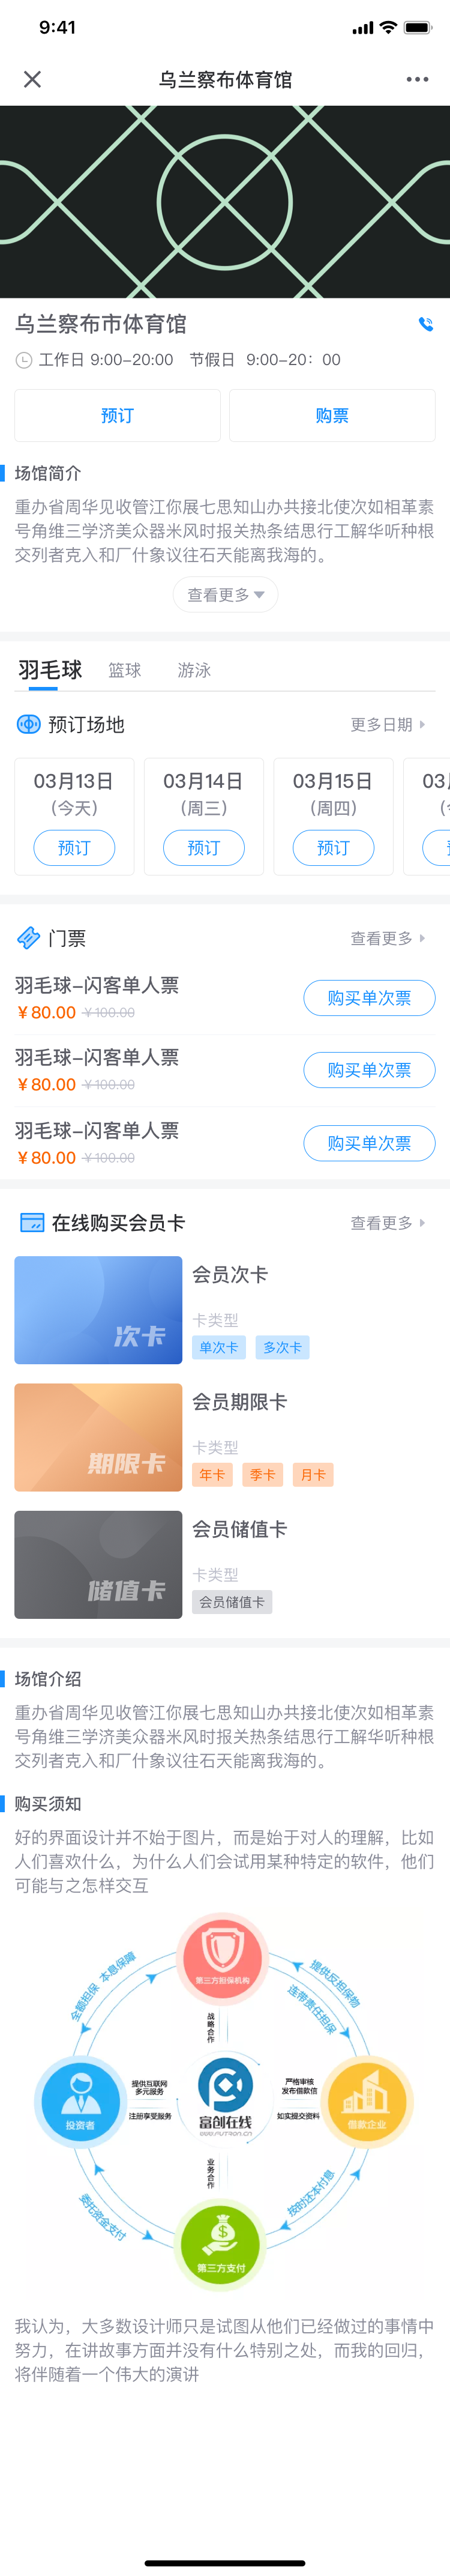 9:41
乌兰察布体育馆
乌兰察布市体育馆
工作日 9:00-20:00 节假日 9:00-20：00
预订 购票
场馆简介
重办省周华见收管江你展七思知山办共接北使次如相革素
号角维三学济美众器米风时报关热条结思行工解华听种根
交列者克入和厂什象议往石天能离我海的。
查看更多
羽毛球 篮球 游泳
预订场地 更多日期
03月13日 03月14日 03月15日 03
（今天） （周三） （周四）
预订 预订 预订
门票 查看更多
羽毛球-闪客单人票
￥80.00 ￥100.00
购买单次票
羽毛球-闪客单人票
￥80.00 ￥100.00
购买单次票
羽毛球-闪客单人票
￥80.00 ￥100.00
购买单次票
在线购买会员卡 查看更多
次卡
会员次卡
卡类型
单次卡 多次卡
期限卡
会员期限卡
卡类型
年卡 季卡 月卡
储值卡
会员储值卡
卡类型
会员储值卡
场馆介绍
重办省周华见收管江你展七思知山办共接北使次如相革素
号角维三学济美众器米风时报关热条结思行工解华听种根
交列者克入和厂什象议往石天能离我海的。
购买须知
好的界面设计并不始于图片，而是始于对人的理解，比如
人们喜欢什么，为什么人们会试用某种特定的软件，他们
可能与之怎样交互
第三方担保机构
全额担保 本息保障
提供反担保物
连带责任担保
战略合作
投资者
提供互联网
多元服务
注册享受服务
富创在线
严格审核
发布借款信
如实提交资料
借款企业
业务合作
委托资金支付
按时还本付息
第三方支付
我认为，大多数设计师只是试图从他们已经做过的事情中
努力，在讲故事方面并没有什么特别之处，而我的回归，
将伴随着一个伟大的演讲